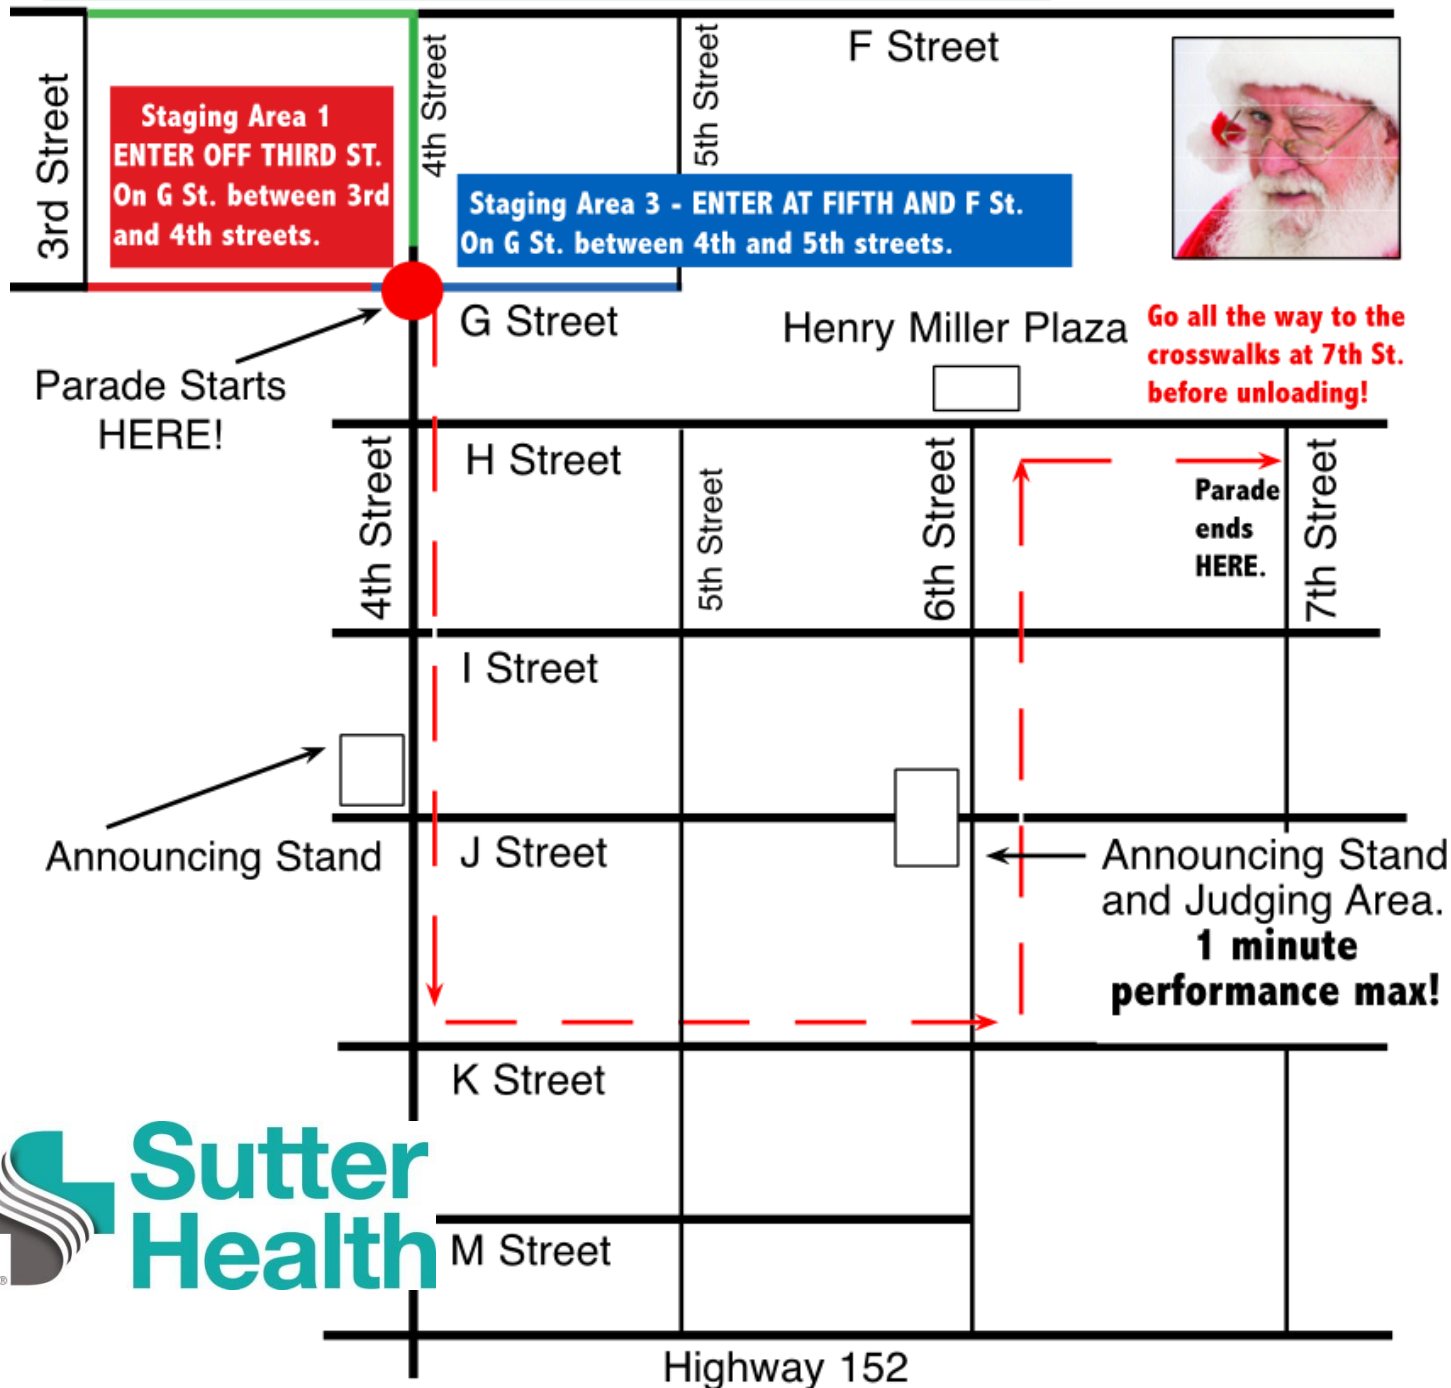 F Street
3rd Street
4th Street
5th Street
Staging Area 1
ENTER OFF THIRD ST.
On G St. between 3rd
and 4th streets.
Staging Area 3 - ENTER AT FIFTH AND F St.
On G St. between 4th and 5th streets.
G Street
Henry Miller Plaza
Go all the way to the
crosswalks at 7th St.
before unloading!
Parade Starts
HERE!
H Street
4th Street
5th Street
6th Street
7th Street
Parade
ends
HERE.
I Street
Announcing Stand
J Street
Announcing Stand
and Judging Area.
1 minute
performance max!
K Street
Sutter
Health
®
M Street
Highway 152